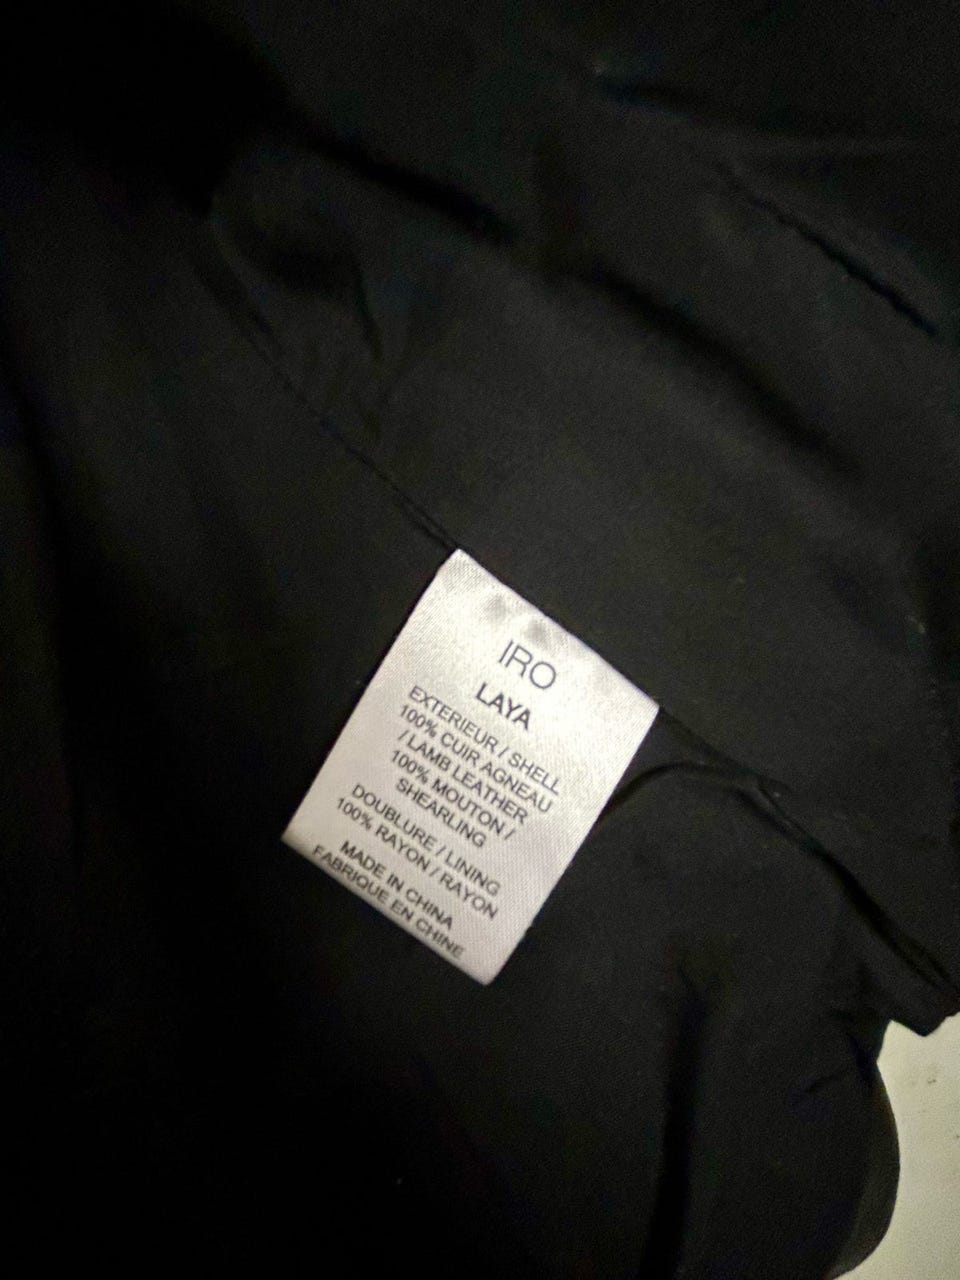 IRO
LAYA
EXTERIEUR / SHELL
100% CUIR AGNEAU
/ LAMB LEATHER
100% MOUTON /
SHEARLING
DOUBLURE / LINING
100% RAYON / RAYON
MADE IN CHINA
FABRIQUE EN CHINE